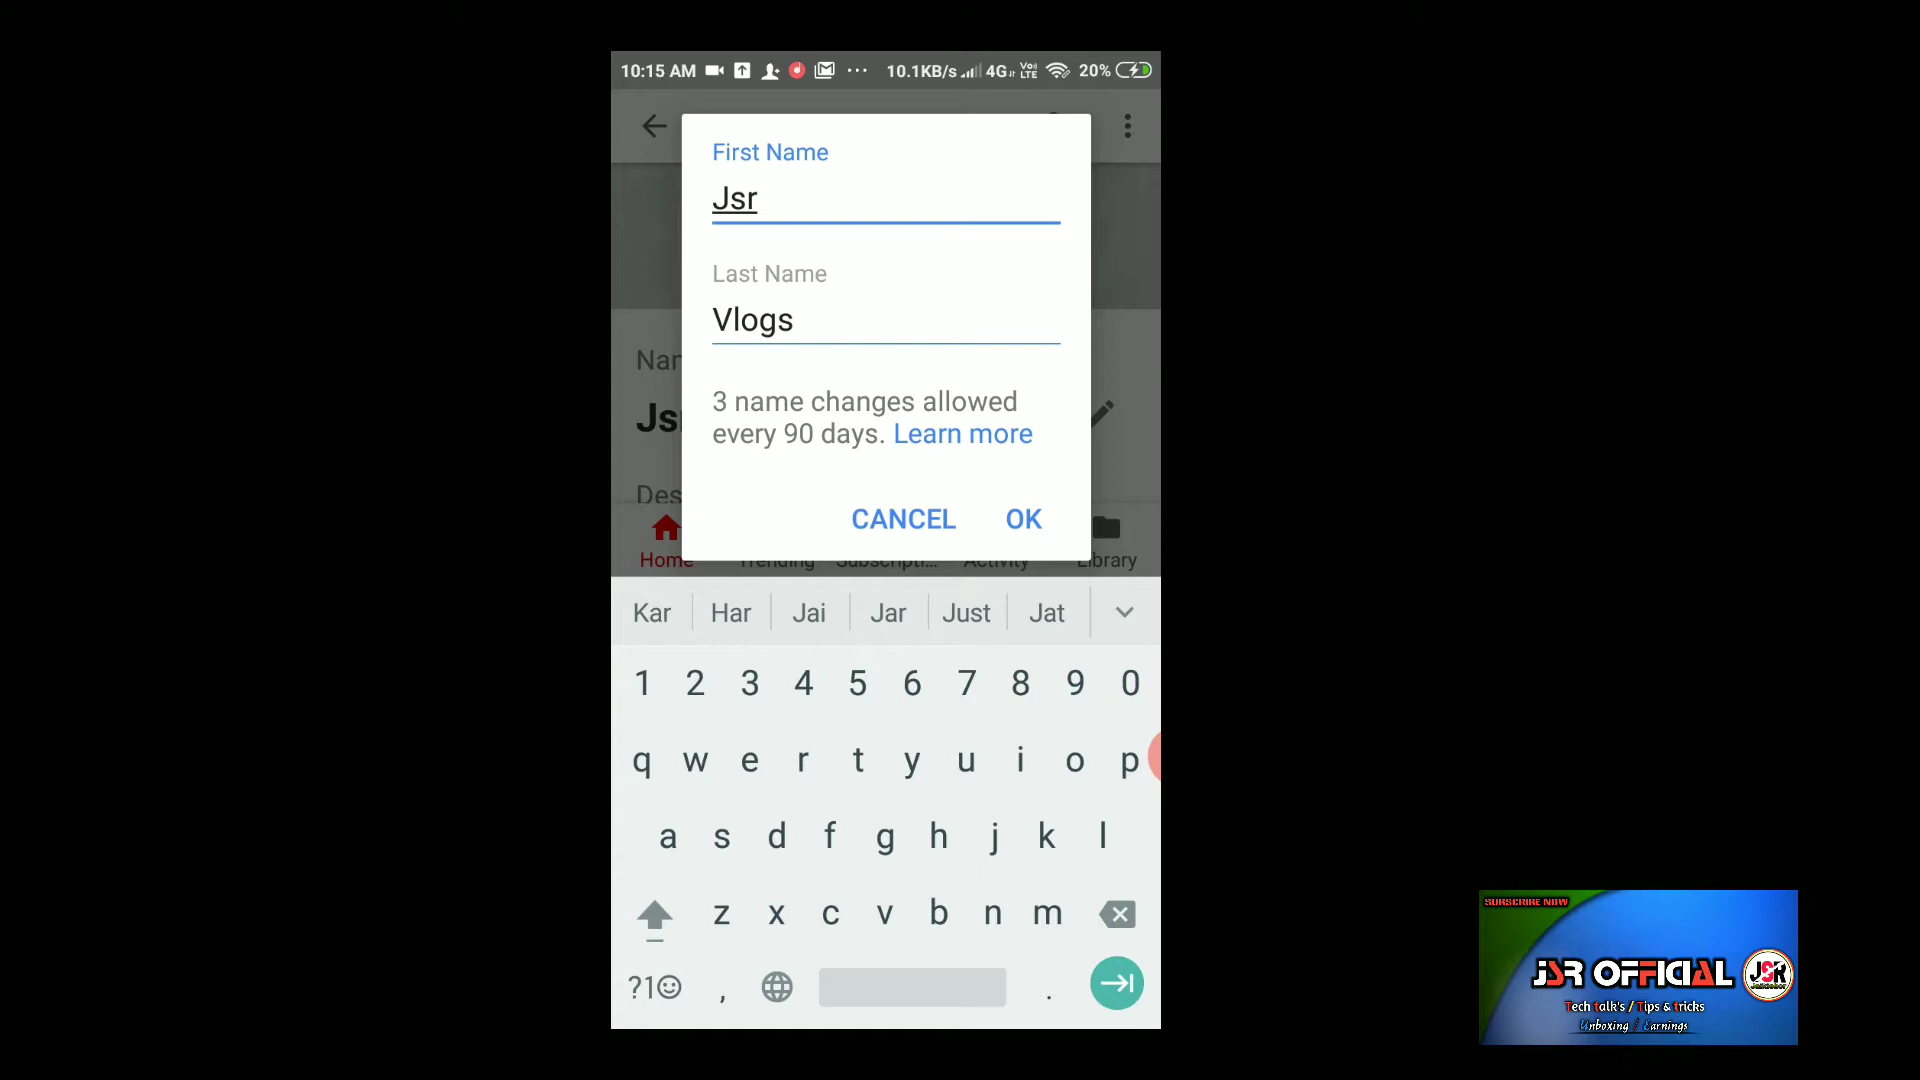 10:15 AM ... 10.1KB/s 4G VoLTE 20%
First Name
Jsr
Last Name
Vlogs
3 name changes allowed
every 90 days. Learn more
CANCEL OK
Nar
Jsr
Des
Home Trending Subscripti... Activity Library
Kar Har Jai Jar Just Jat
1 2 3 4 5 6 7 8 9 0
q w e r t y u i o p
a s d f g h j k l
z x c v b n m
?1☺ , .
SUBSCRIBE NOW
JSR OFFICIAL JSR
Tech talk's / Tips & tricks
Unboxing / Earnings